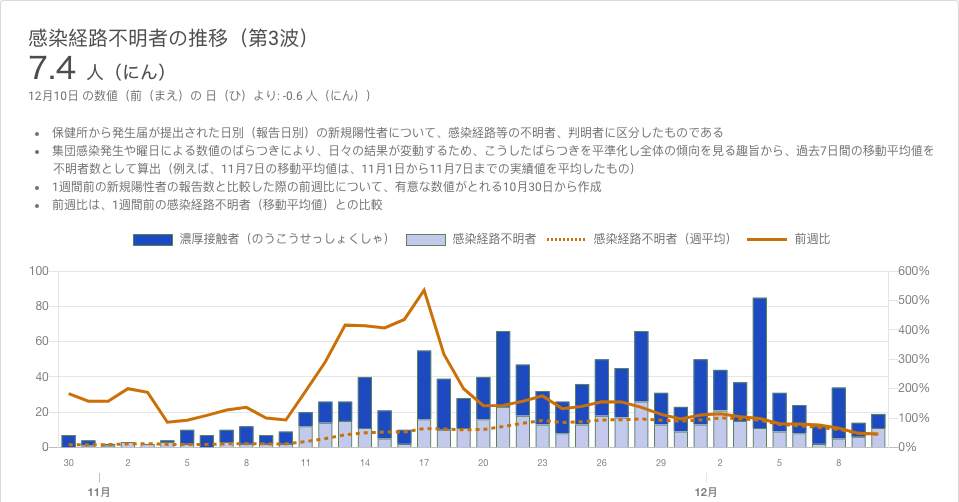 感染経路不明者の推移（第3波）
7.4 人（にん）
12月10日 の数値（前（まえ）の 日（ひ）より: -0.6 人（にん））
• 保健所から発生届が提出された日別（報告日別）の新規陽性者について、感染経路等の不明者、判明者に区分したものである
• 集団感染発生や曜日による数値のばらつきにより、日々の結果が変動するため、こうしたばらつきを平準化し全体の傾向を見る趣旨から、過去7日間の移動平均値を
不明者数として算出（例えば、11月7日の移動平均値は、11月1日から11月7日までの実績値を平均したもの）
• 1週間前の新規陽性者の報告数と比較した際の前週比について、有意な数値がとれる10月30日から作成
• 前週比は、1週間前の感染経路不明者（移動平均値）との比較
濃厚接触者（のうこうせっしょくしゃ） 感染経路不明者 感染経路不明者（週平均） 前週比
100 600%
500%
80
400%
60
300%
40
200%
20 100%
0 0%
30 2 5 8 11 14 17 20 23 26 29 2 5 8
11月 12月